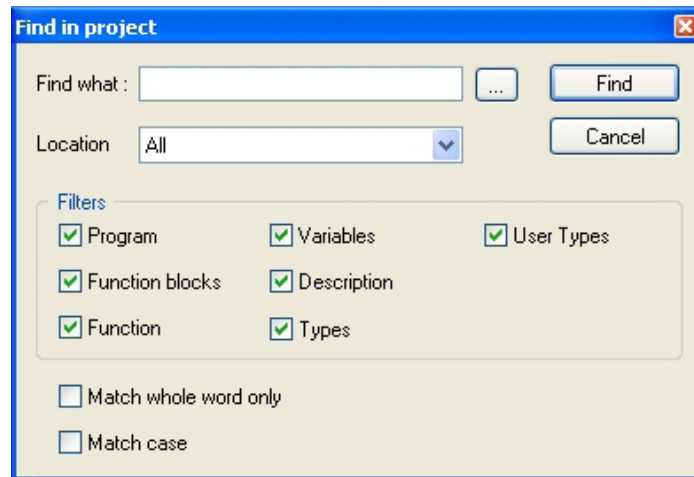 Find in project
Find what : ... Find
Location All Cancel
Filters
Program Variables User Types
Function blocks Description
Function Types
Match whole word only
Match case